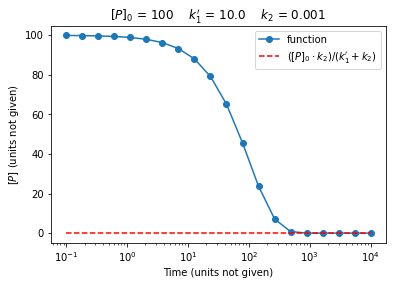 [P]₀ = 100 k₁′ = 10.0 k₂ = 0.001
function
([P]₀ · k₂)/(k₁′ + k₂)
[P] (units not given)
100
80
60
40
20
0
10⁻¹ 10⁰ 10¹ 10² 10³ 10⁴
Time (units not given)